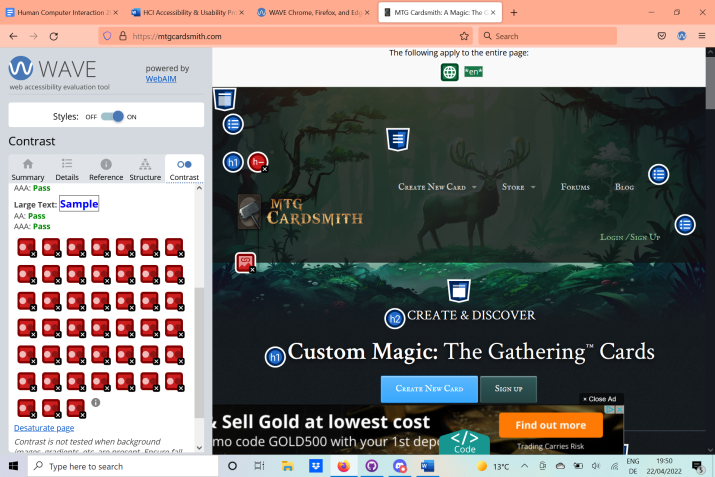 Human Computer Interaction 20
HCI Accessibility & Usability Pro
WAVE Chrome, Firefox, and Edg
MTG Cardsmith: A Magic: The G
https://mtgcardsmith.com
Search
WAVE
web accessibility evaluation tool
powered by
WebAIM
Styles: OFF ON
Contrast
Summary
Details
Reference
Structure
Contrast
AAA: Pass
Large Text: Sample
AA: Pass
AAA: Pass
Desaturate page
Contrast is not tested when background
images, gradients, etc. are present. Ensure full
The following apply to the entire page:
*en*
h1
h-
MTG
Cardsmith
Create New Card
Store
Forums
Blog
Login / Sign Up
h2
CREATE & DISCOVER
h1
Custom Magic: The Gathering™ Cards
Create New Card
Sign up
× Close Ad
& Sell Gold at lowest cost
mo code GOLD500 with your 1st depo
Find out more
Trading Carries Risk
</>
Code
Type here to search
13°C
ENG
DE
19:50
22/04/2022